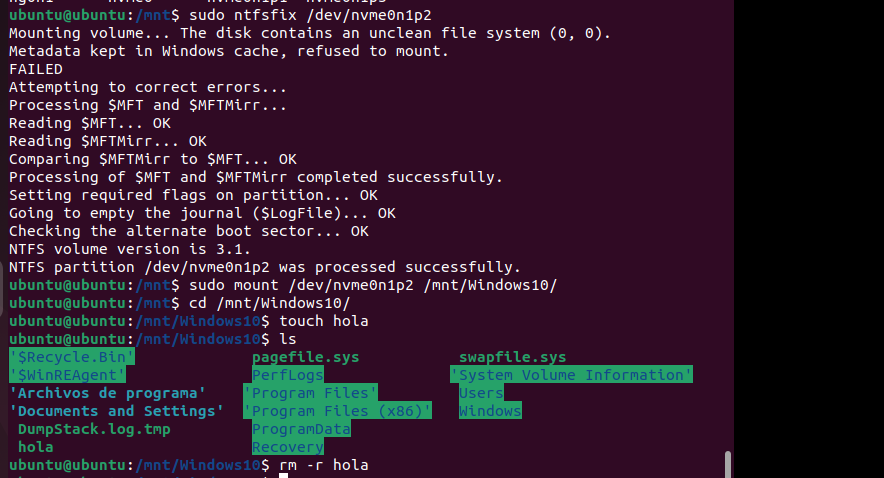 ubuntu@ubuntu:/mnt$ sudo ntfsfix /dev/nvme0n1p2
Mounting volume... The disk contains an unclean file system (0, 0).
Metadata kept in Windows cache, refused to mount.
FAILED
Attempting to correct errors...
Processing $MFT and $MFTMirr...
Reading $MFT... OK
Reading $MFTMirr... OK
Comparing $MFTMirr to $MFT... OK
Processing of $MFT and $MFTMirr completed successfully.
Setting required flags on partition... OK
Going to empty the journal ($LogFile)... OK
Checking the alternate boot sector... OK
NTFS volume version is 3.1.
NTFS partition /dev/nvme0n1p2 was processed successfully.
ubuntu@ubuntu:/mnt$ sudo mount /dev/nvme0n1p2 /mnt/Windows10/
ubuntu@ubuntu:/mnt$ cd /mnt/Windows10/
ubuntu@ubuntu:/mnt/Windows10$ touch hola
ubuntu@ubuntu:/mnt/Windows10$ ls
'$Recycle.Bin' pagefile.sys swapfile.sys
'$WinREAgent' PerfLogs 'System Volume Information'
'Archivos de programa' 'Program Files' Users
'Documents and Settings' 'Program Files (x86)' Windows
DumpStack.log.tmp ProgramData
hola Recovery
ubuntu@ubuntu:/mnt/Windows10$ rm -r hola